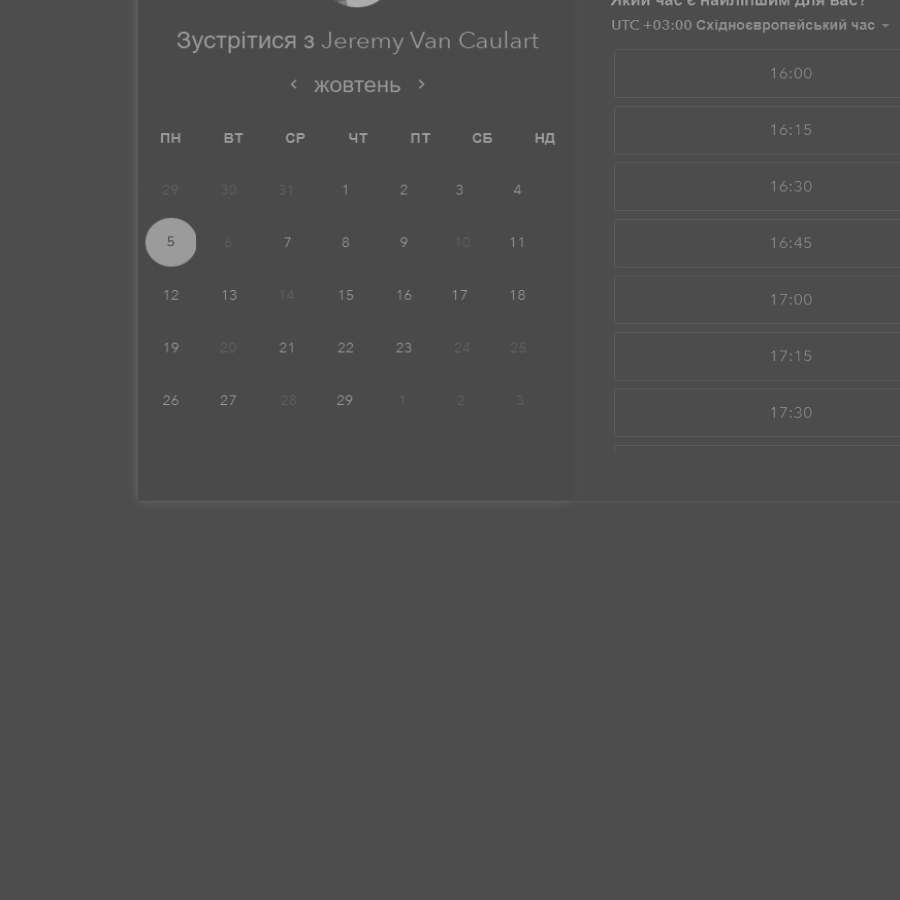 Зустрітися з Jeremy Van Caulart
жовтень
ПН ВТ СР ЧТ ПТ СБ НД
29 30 31 1 2 3 4
5 6 7 8 9 10 11
12 13 14 15 16 17 18
19 20 21 22 23 24 25
26 27 28 29 1 2 3
Який час є найліпшим для вас?
UTC +03:00 Східноєвропейський час
16:00
16:15
16:30
16:45
17:00
17:15
17:30